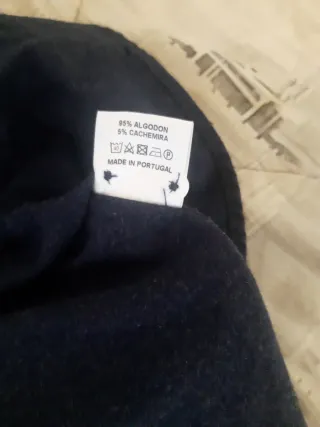 95% ALGODON
5% CACHEMIRA
MADE IN PORTUGAL